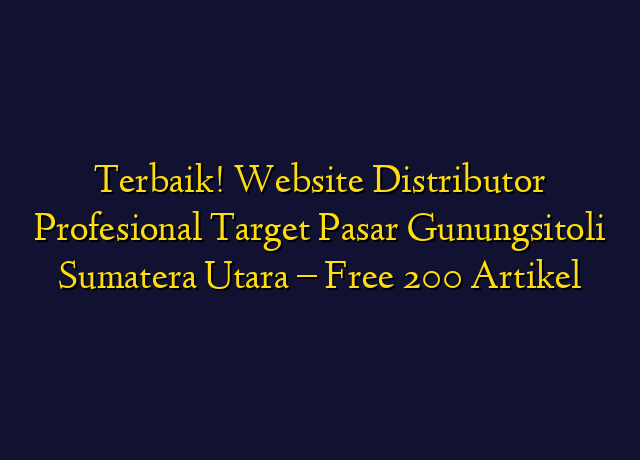 Terbaik! Website Distributor
Profesional Target Pasar Gunungsitoli
Sumatera Utara – Free 200 Artikel